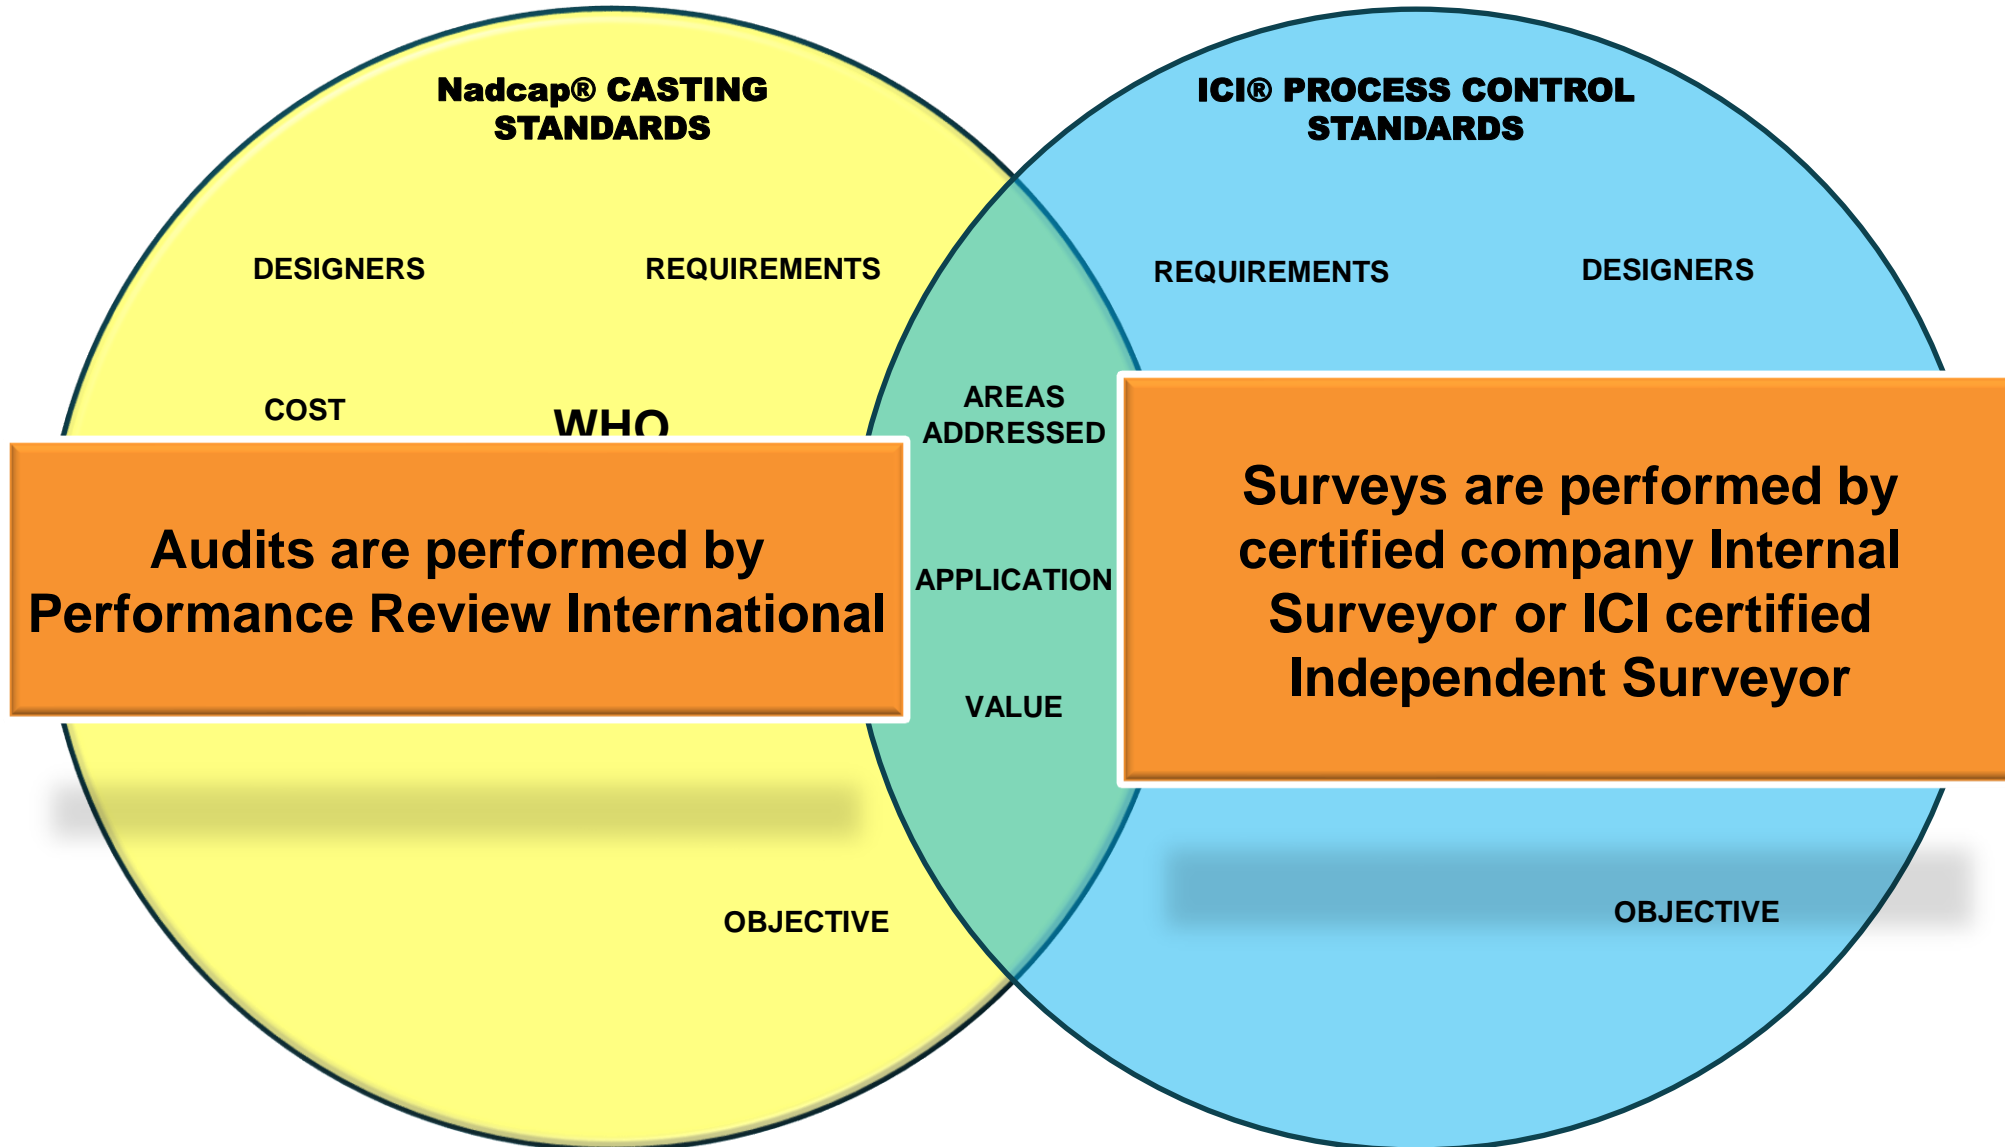 Nadcap® CASTING
STANDARDS
ICI® PROCESS CONTROL
STANDARDS
DESIGNERS
REQUIREMENTS
REQUIREMENTS
DESIGNERS
COST
WHO
AREAS
ADDRESSED
Audits are performed by
Performance Review International
APPLICATION
VALUE
Surveys are performed by
certified company Internal
Surveyor or ICI certified
Independent Surveyor
OBJECTIVE
OBJECTIVE